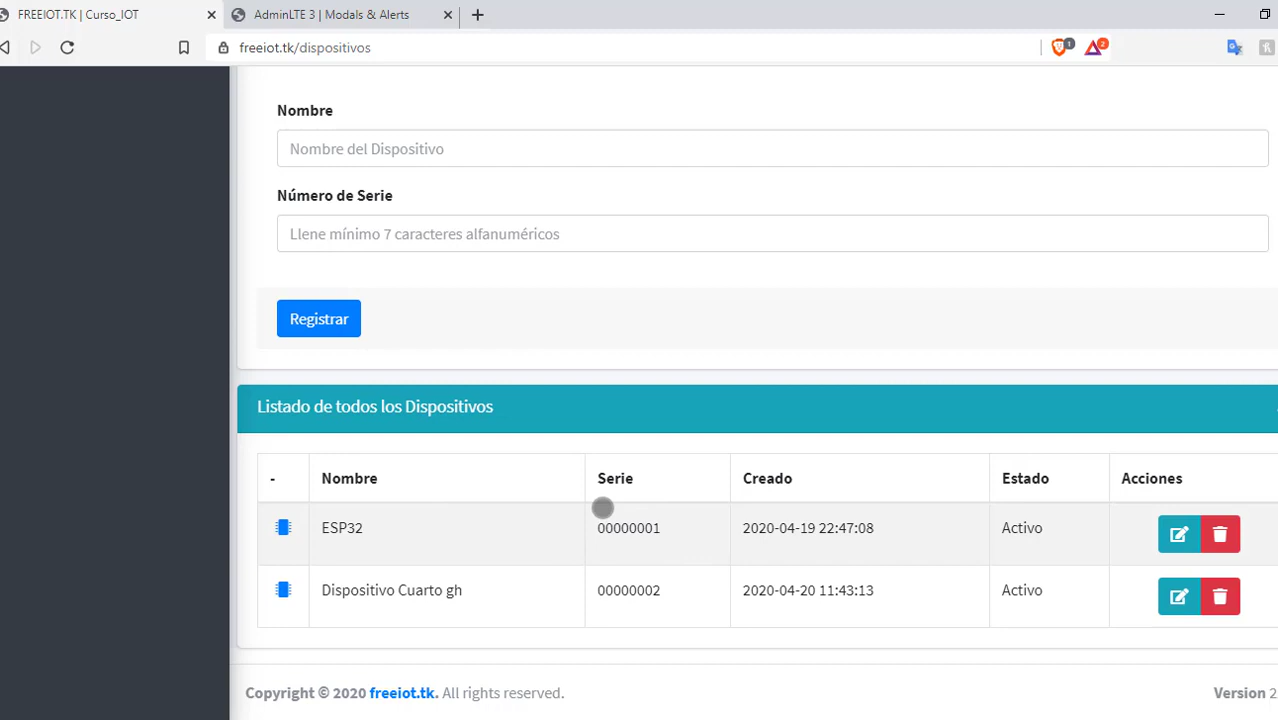 FREEIOT.TK | Curso_IOT
AdminLTE 3 | Modals & Alerts
freeiot.tk/dispositivos
1
2
Nombre
Nombre del Dispositivo
Número de Serie
Llene mínimo 7 caracteres alfanuméricos
Registrar
Listado de todos los Dispositivos
- Nombre Serie Creado Estado Acciones
ESP32 00000001 2020-04-19 22:47:08 Activo
Dispositivo Cuarto gh 00000002 2020-04-20 11:43:13 Activo
Copyright © 2020 freeiot.tk. All rights reserved.
Version 2